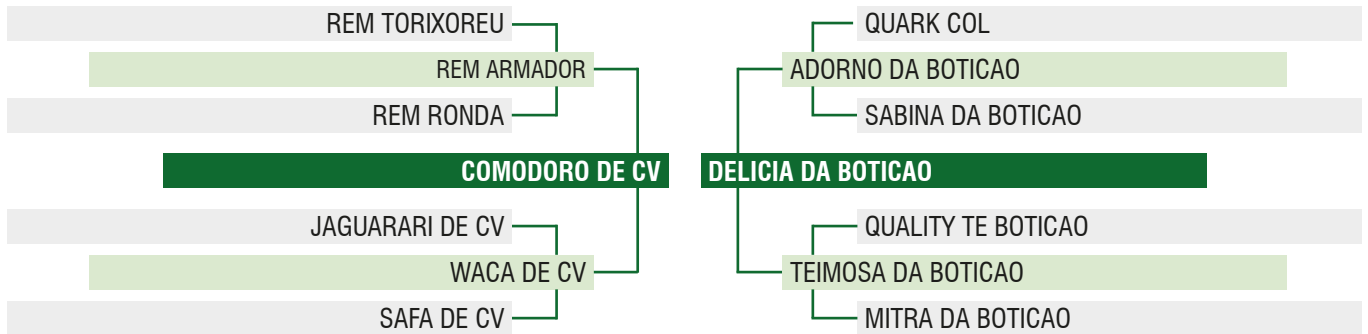 REM TORIXOREU
QUARK COL
REM ARMADOR
ADORNO DA BOTICAO
REM RONDA
SABINA DA BOTICAO
COMODORO DE CV
DELICIA DA BOTICAO
JAGUARARI DE CV
QUALITY TE BOTICAO
WACA DE CV
TEIMOSA DA BOTICAO
SAFA DE CV
MITRA DA BOTICAO